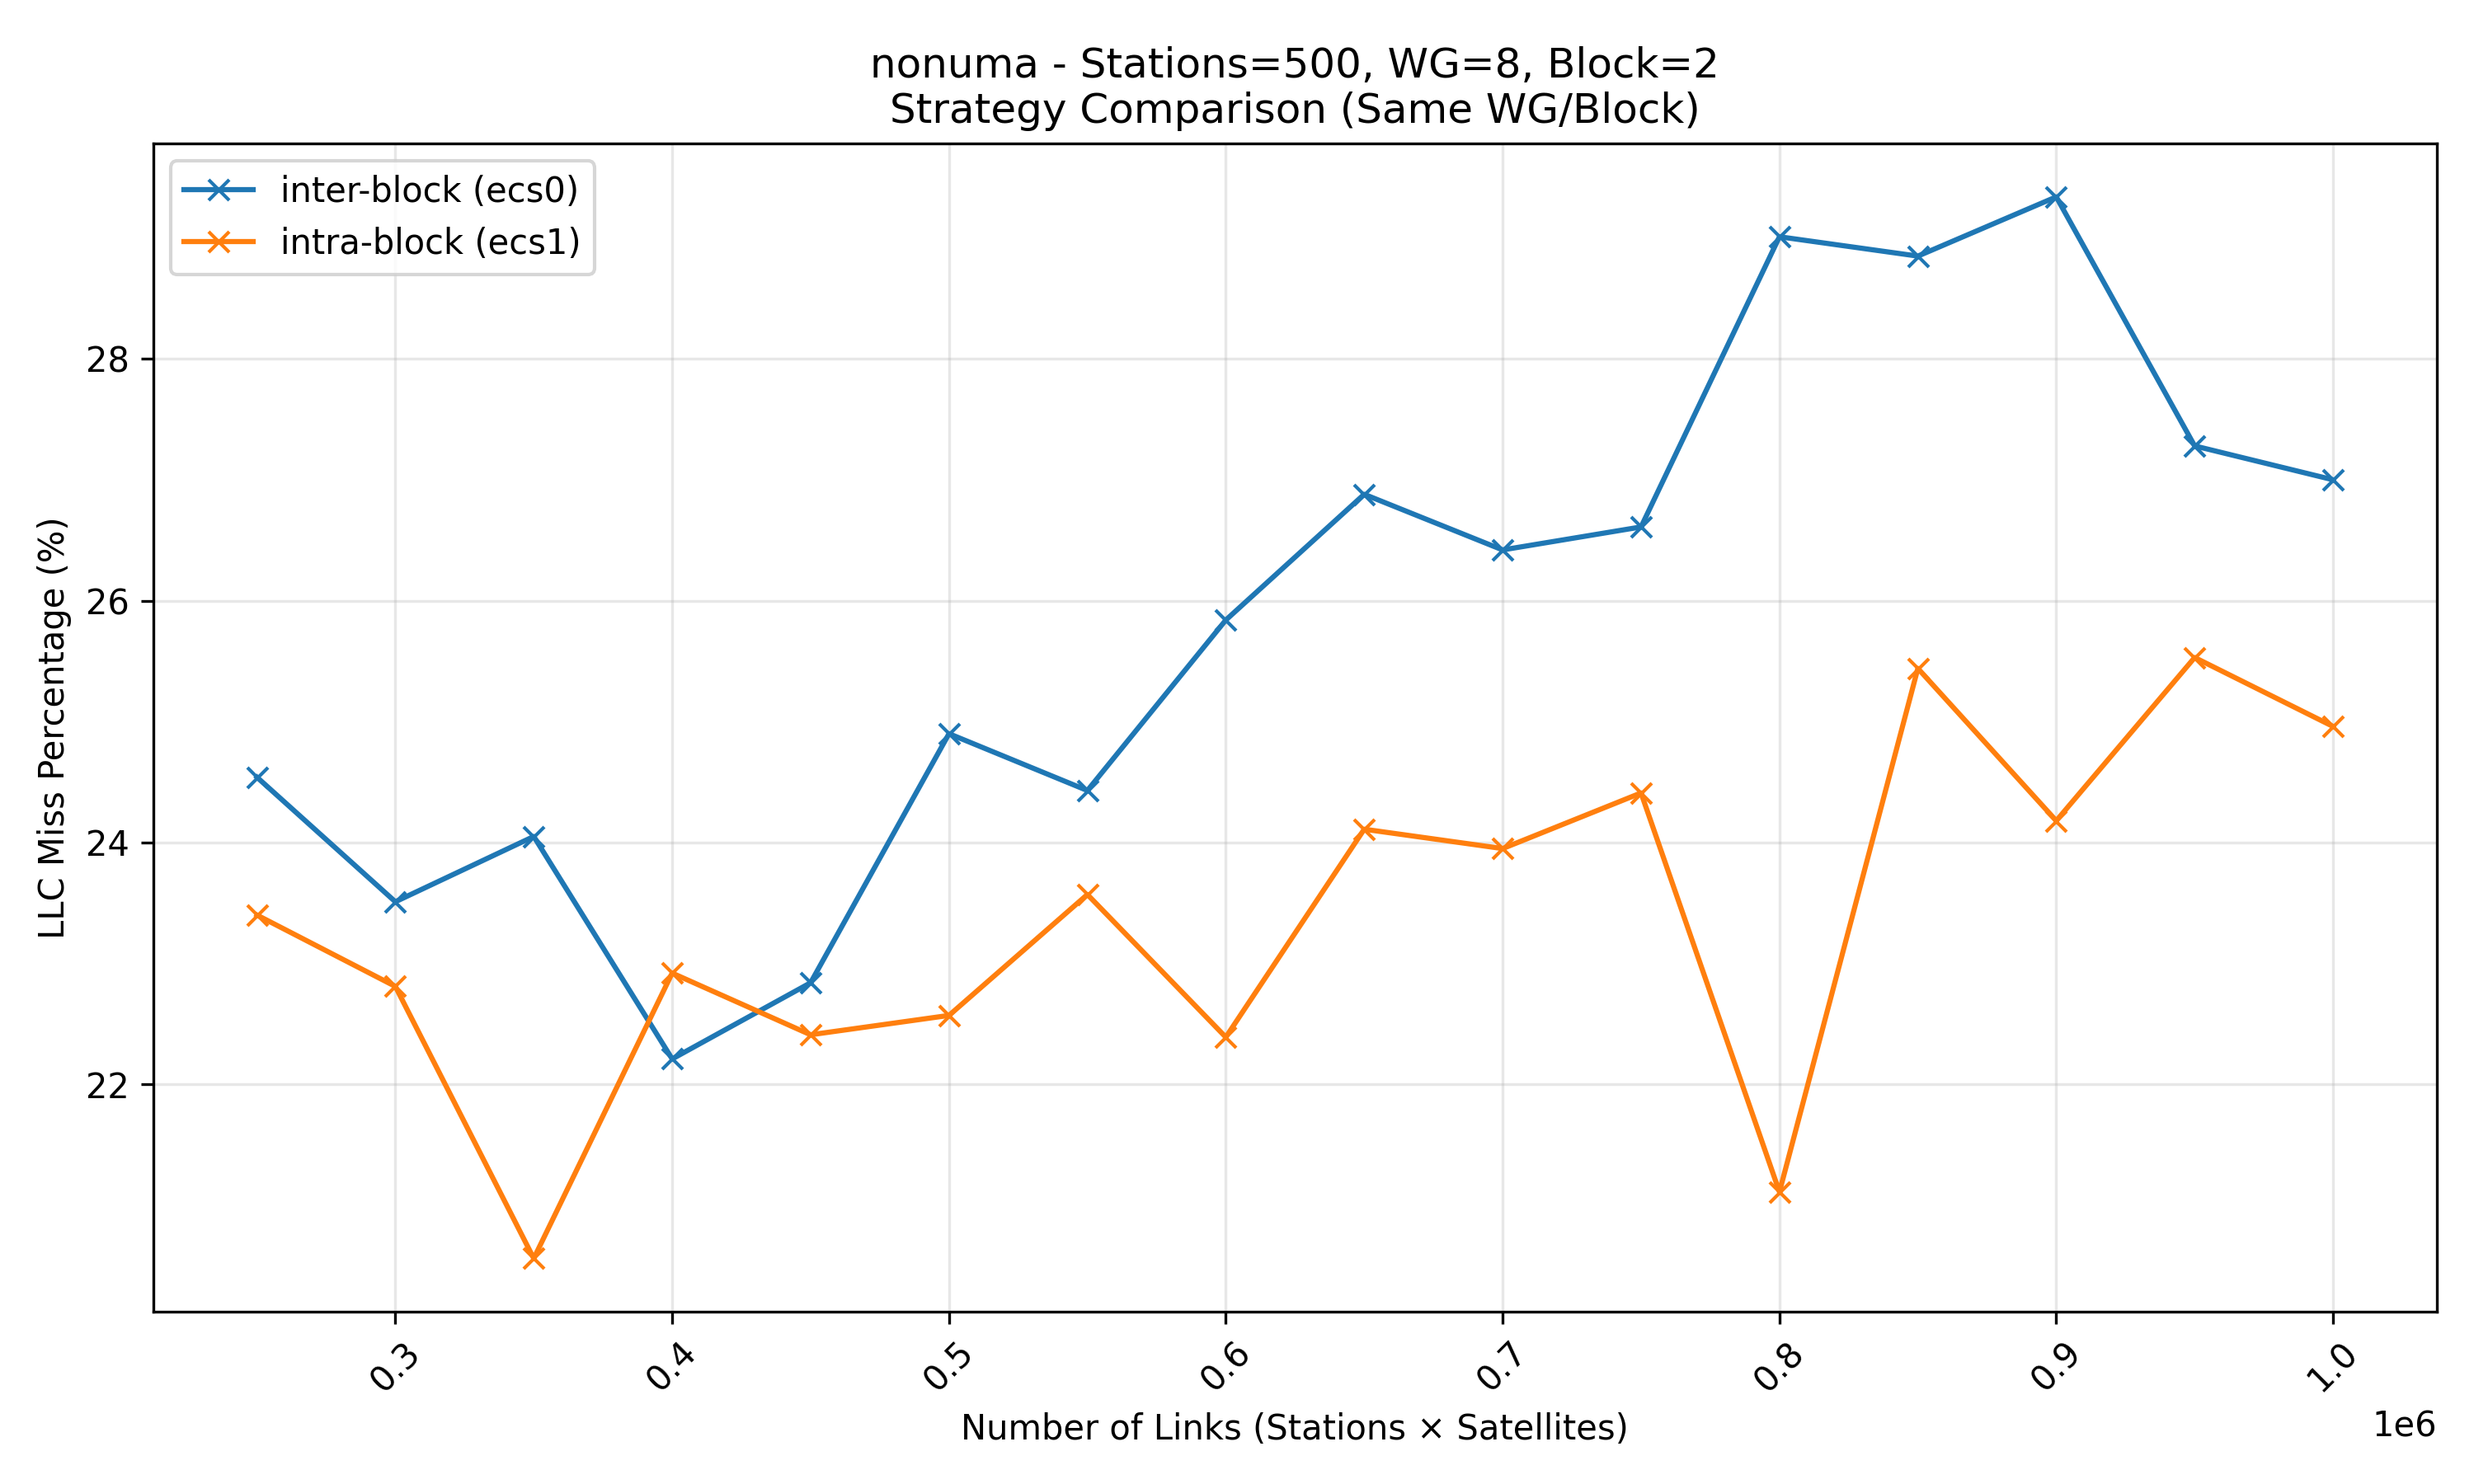 nonuma - Stations=500, WG=8, Block=2
Strategy Comparison (Same WG/Block)
inter-block (ecs0)
intra-block (ecs1)
LLC Miss Percentage (%)
28
26
24
22
0.3
0.4
0.5
0.6
0.7
0.8
0.9
1.0
Number of Links (Stations × Satellites)
1e6